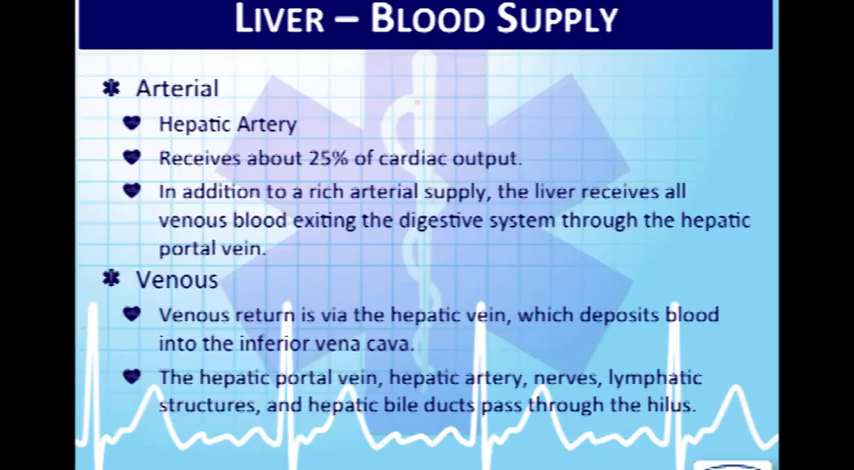 LIVER – BLOOD SUPPLY
Arterial
Hepatic Artery
Receives about 25% of cardiac output.
In addition to a rich arterial supply, the liver receives all
venous blood exiting the digestive system through the hepatic
portal vein.
Venous
Venous return is via the hepatic vein, which deposits blood
into the inferior vena cava.
The hepatic portal vein, hepatic artery, nerves, lymphatic
structures, and hepatic bile ducts pass through the hilus.